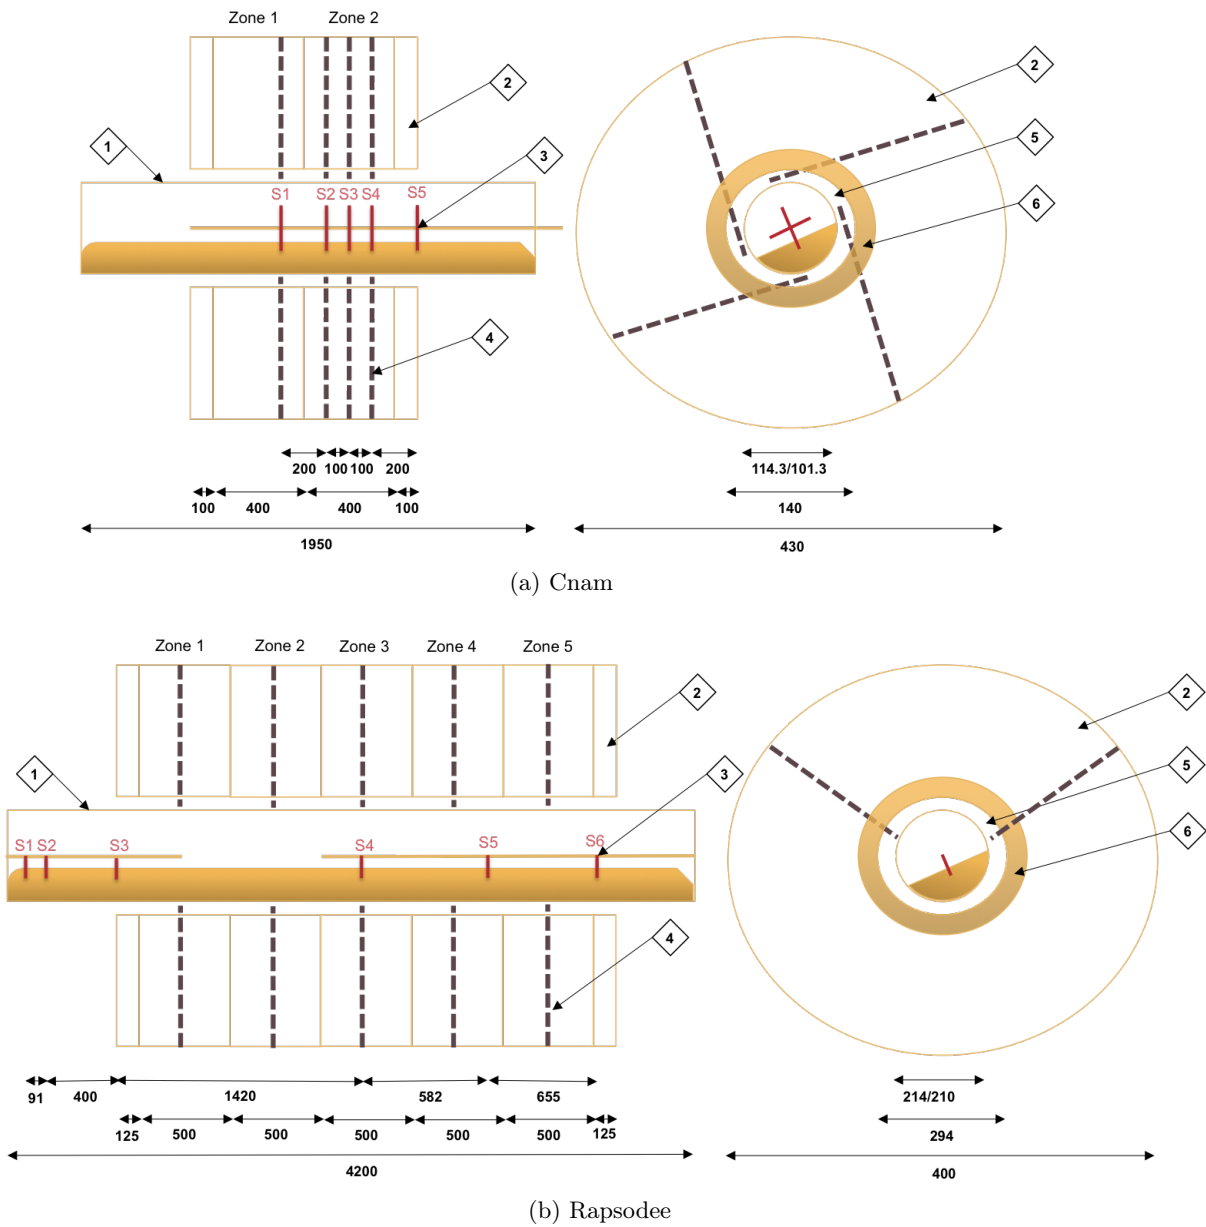 Zone 1 Zone 2
2
2
1
3
5
S1 S2 S3 S4 S5
6
4
200 100 100 200
114.3/101.3
100 400 400 100
140
1950
430
(a) Cnam
Zone 1 Zone 2 Zone 3 Zone 4 Zone 5
2
2
1
3
5
S1 S2 S3 S4 S5 S6
6
4
91 400 1420 582 655
214/210
125 500 500 500 500 500 125
294
4200
400
(b) Rapsodee